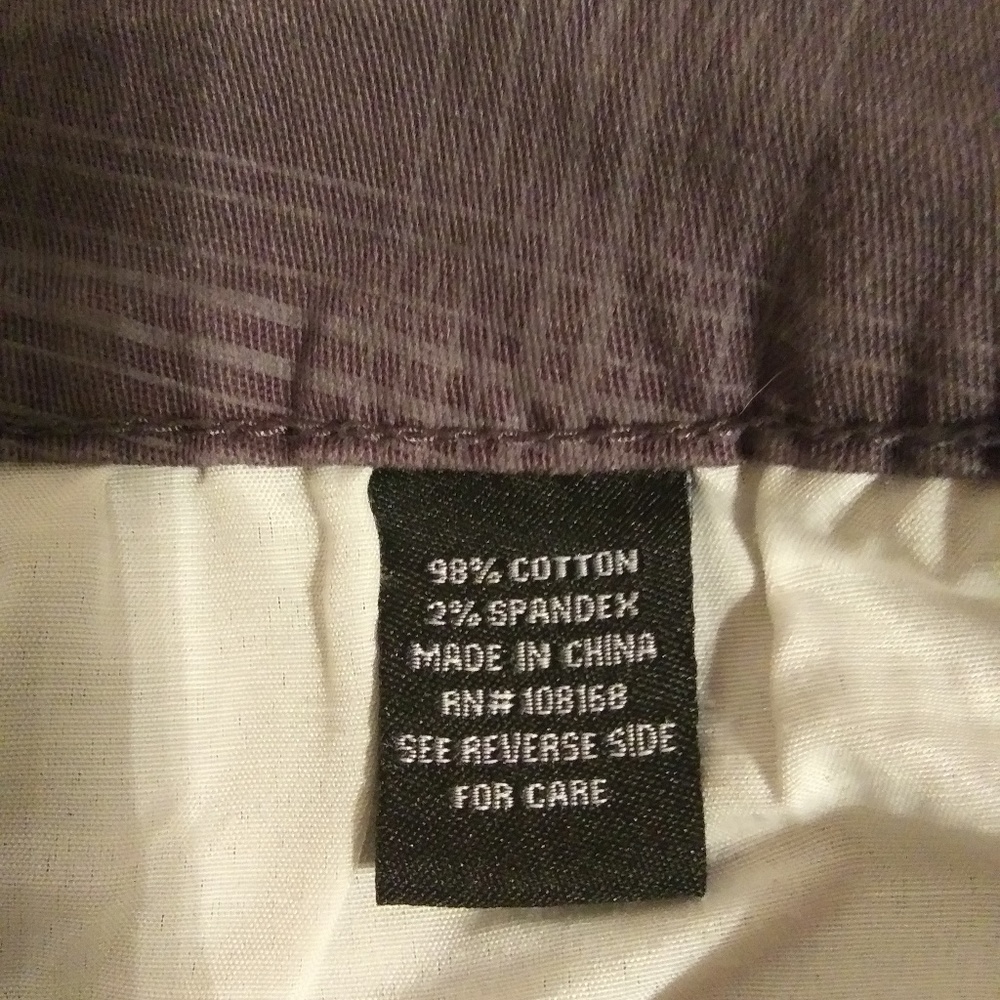 98% COTTON
2% SPANDEX
MADE IN CHINA
RN# 108168
SEE REVERSE SIDE
FOR CARE